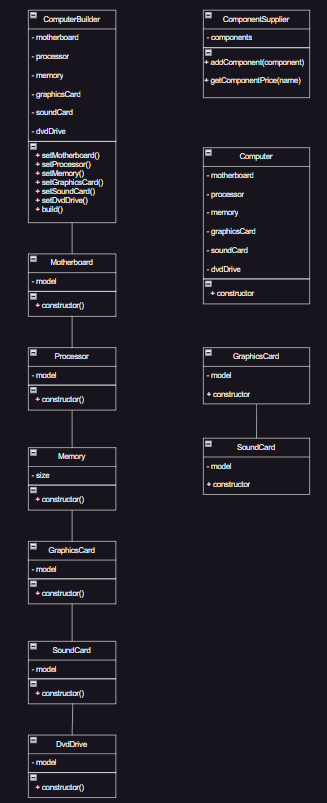 ComputerBuilder
- motherboard
- processor
- memory
- graphicsCard
- soundCard
- dvdDrive
+ setMotherboard()
+ setProcessor()
+ setMemory()
+ setGraphicsCard()
+ setSoundCard()
+ setDvdDrive()
+ build()
Motherboard
- model
+ constructor()
Processor
- model
+ constructor()
Memory
- size
+ constructor()
GraphicsCard
- model
+ constructor()
SoundCard
- model
+ constructor()
DvdDrive
- model
+ constructor()
ComponentSupplier
- components
+ addComponent(component)
+ getComponentPrice(name)
Computer
- motherboard
- processor
- memory
- graphicsCard
- soundCard
- dvdDrive
+ constructor
GraphicsCard
- model
+ constructor
SoundCard
- model
+ constructor